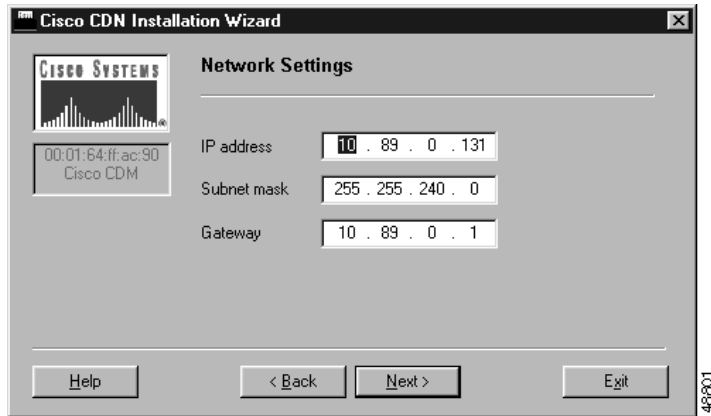 Cisco CDN Installation Wizard
CISCO SYSTEMS
Network Settings
00:01:64:ff:ac:90
Cisco CDM
IP address 10 . 89 . 0 . 131
Subnet mask 255 . 255 . 240 . 0
Gateway 10 . 89 . 0 . 1
Help < Back Next > Exit
48801